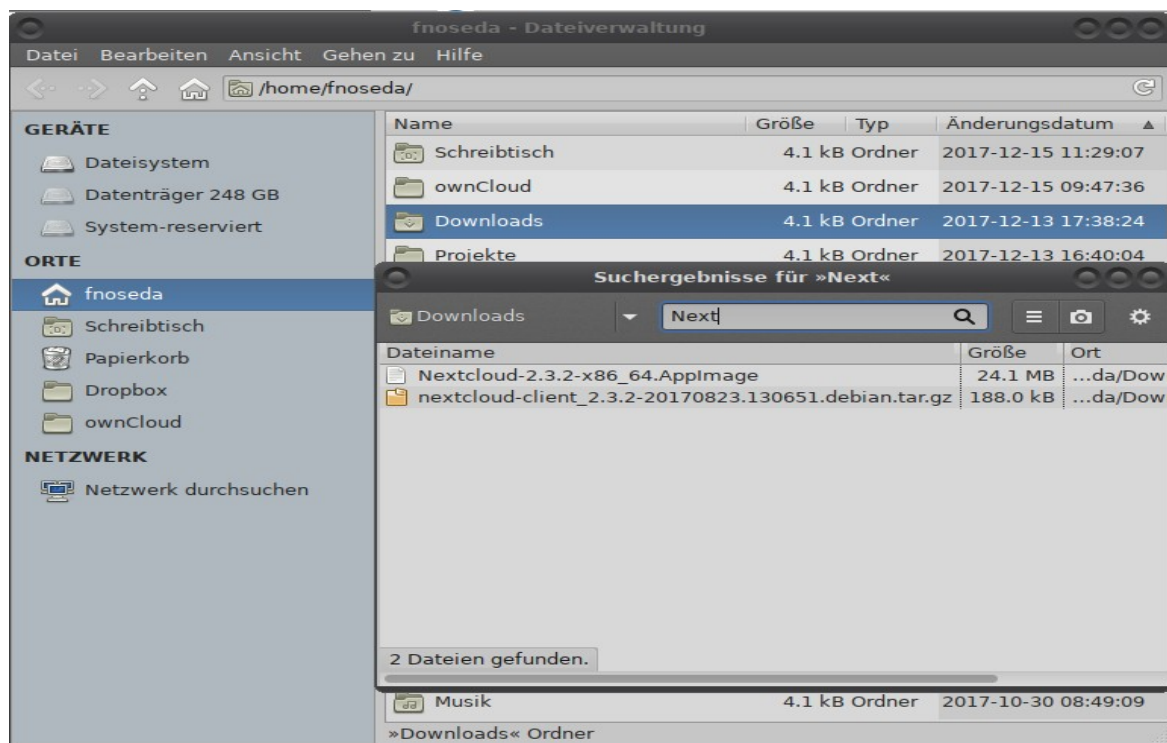 fnoseda - Dateiverwaltung
Datei Bearbeiten Ansicht Gehen zu Hilfe
/home/fnoseda/
GERÄTE
Dateisystem
Datenträger 248 GB
System-reserviert
ORTE
fnoseda
Schreibtisch
Papierkorb
Dropbox
ownCloud
NETZWERK
Netzwerk durchsuchen
Name Größe Typ Änderungsdatum
Schreibtisch 4.1 kB Ordner 2017-12-15 11:29:07
ownCloud 4.1 kB Ordner 2017-12-15 09:47:36
Downloads 4.1 kB Ordner 2017-12-13 17:38:24
Projekte 4.1 kB Ordner 2017-12-13 16:40:04
Suchergebnisse für »Next«
Downloads Next
Dateiname Größe Ort
Nextcloud-2.3.2-x86_64.AppImage 24.1 MB ...da/Dow
nextcloud-client_2.3.2-20170823.130651.debian.tar.gz 188.0 kB ...da/Dow
2 Dateien gefunden.
Musik 4.1 kB Ordner 2017-10-30 08:49:09
»Downloads« Ordner